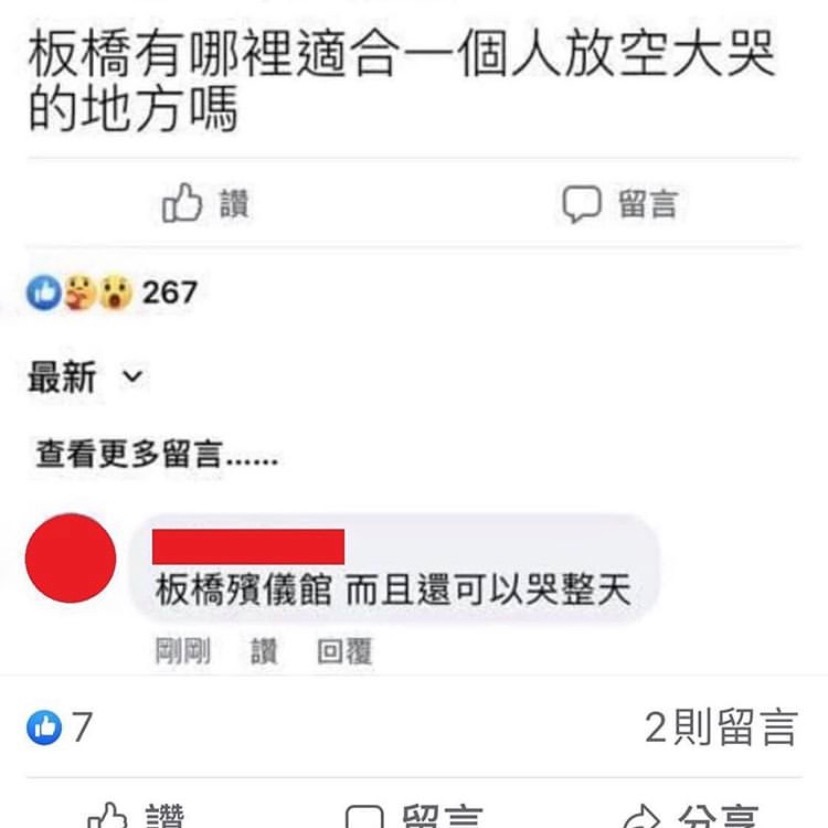 板橋有哪裡適合一個人放空大哭
的地方嗎
讚 留言
267
最新
查看更多留言......
板橋殯儀館 而且還可以哭整天
剛剛 讚 回覆
7 2則留言
讚 留言 分享